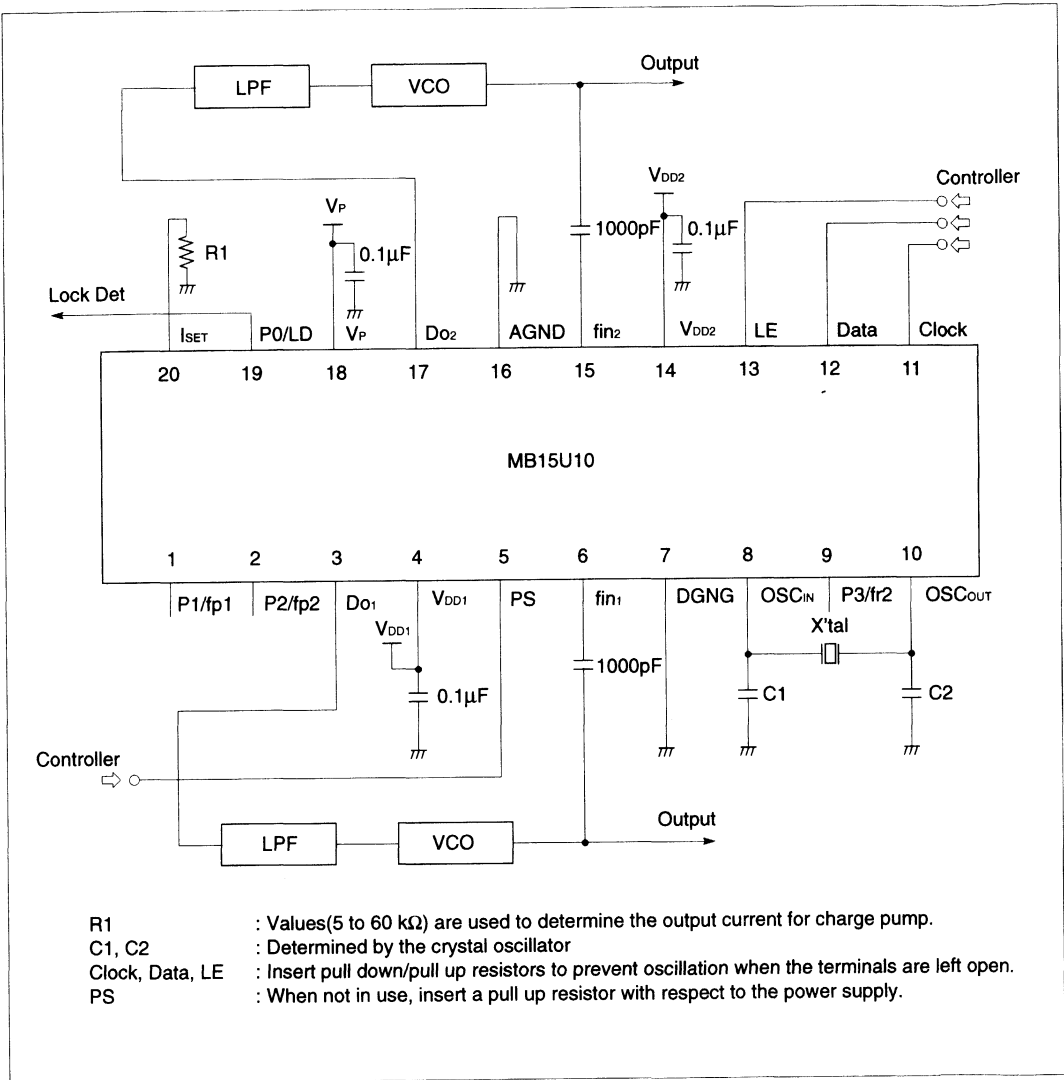 Output
LPF VCO
VDD2 Controller
VP 1000pF 0.1µF
R1 0.1µF
Lock Det
ISET P0/LD VP Do2 AGND fin2 VDD2 LE Data Clock
20 19 18 17 16 15 14 13 12 11
MB15U10
1 2 3 4 5 6 7 8 9 10
P1/fp1 P2/fp2 Do1 VDD1 PS fin1 DGNG OSCIN P3/fr2 OSCOUT
VDD1 X'tal
1000pF
0.1µF C1 C2
Controller
Output
LPF VCO
R1 : Values(5 to 60 kΩ) are used to determine the output current for charge pump.
C1, C2 : Determined by the crystal oscillator
Clock, Data, LE : Insert pull down/pull up resistors to prevent oscillation when the terminals are left open.
PS : When not in use, insert a pull up resistor with respect to the power supply.